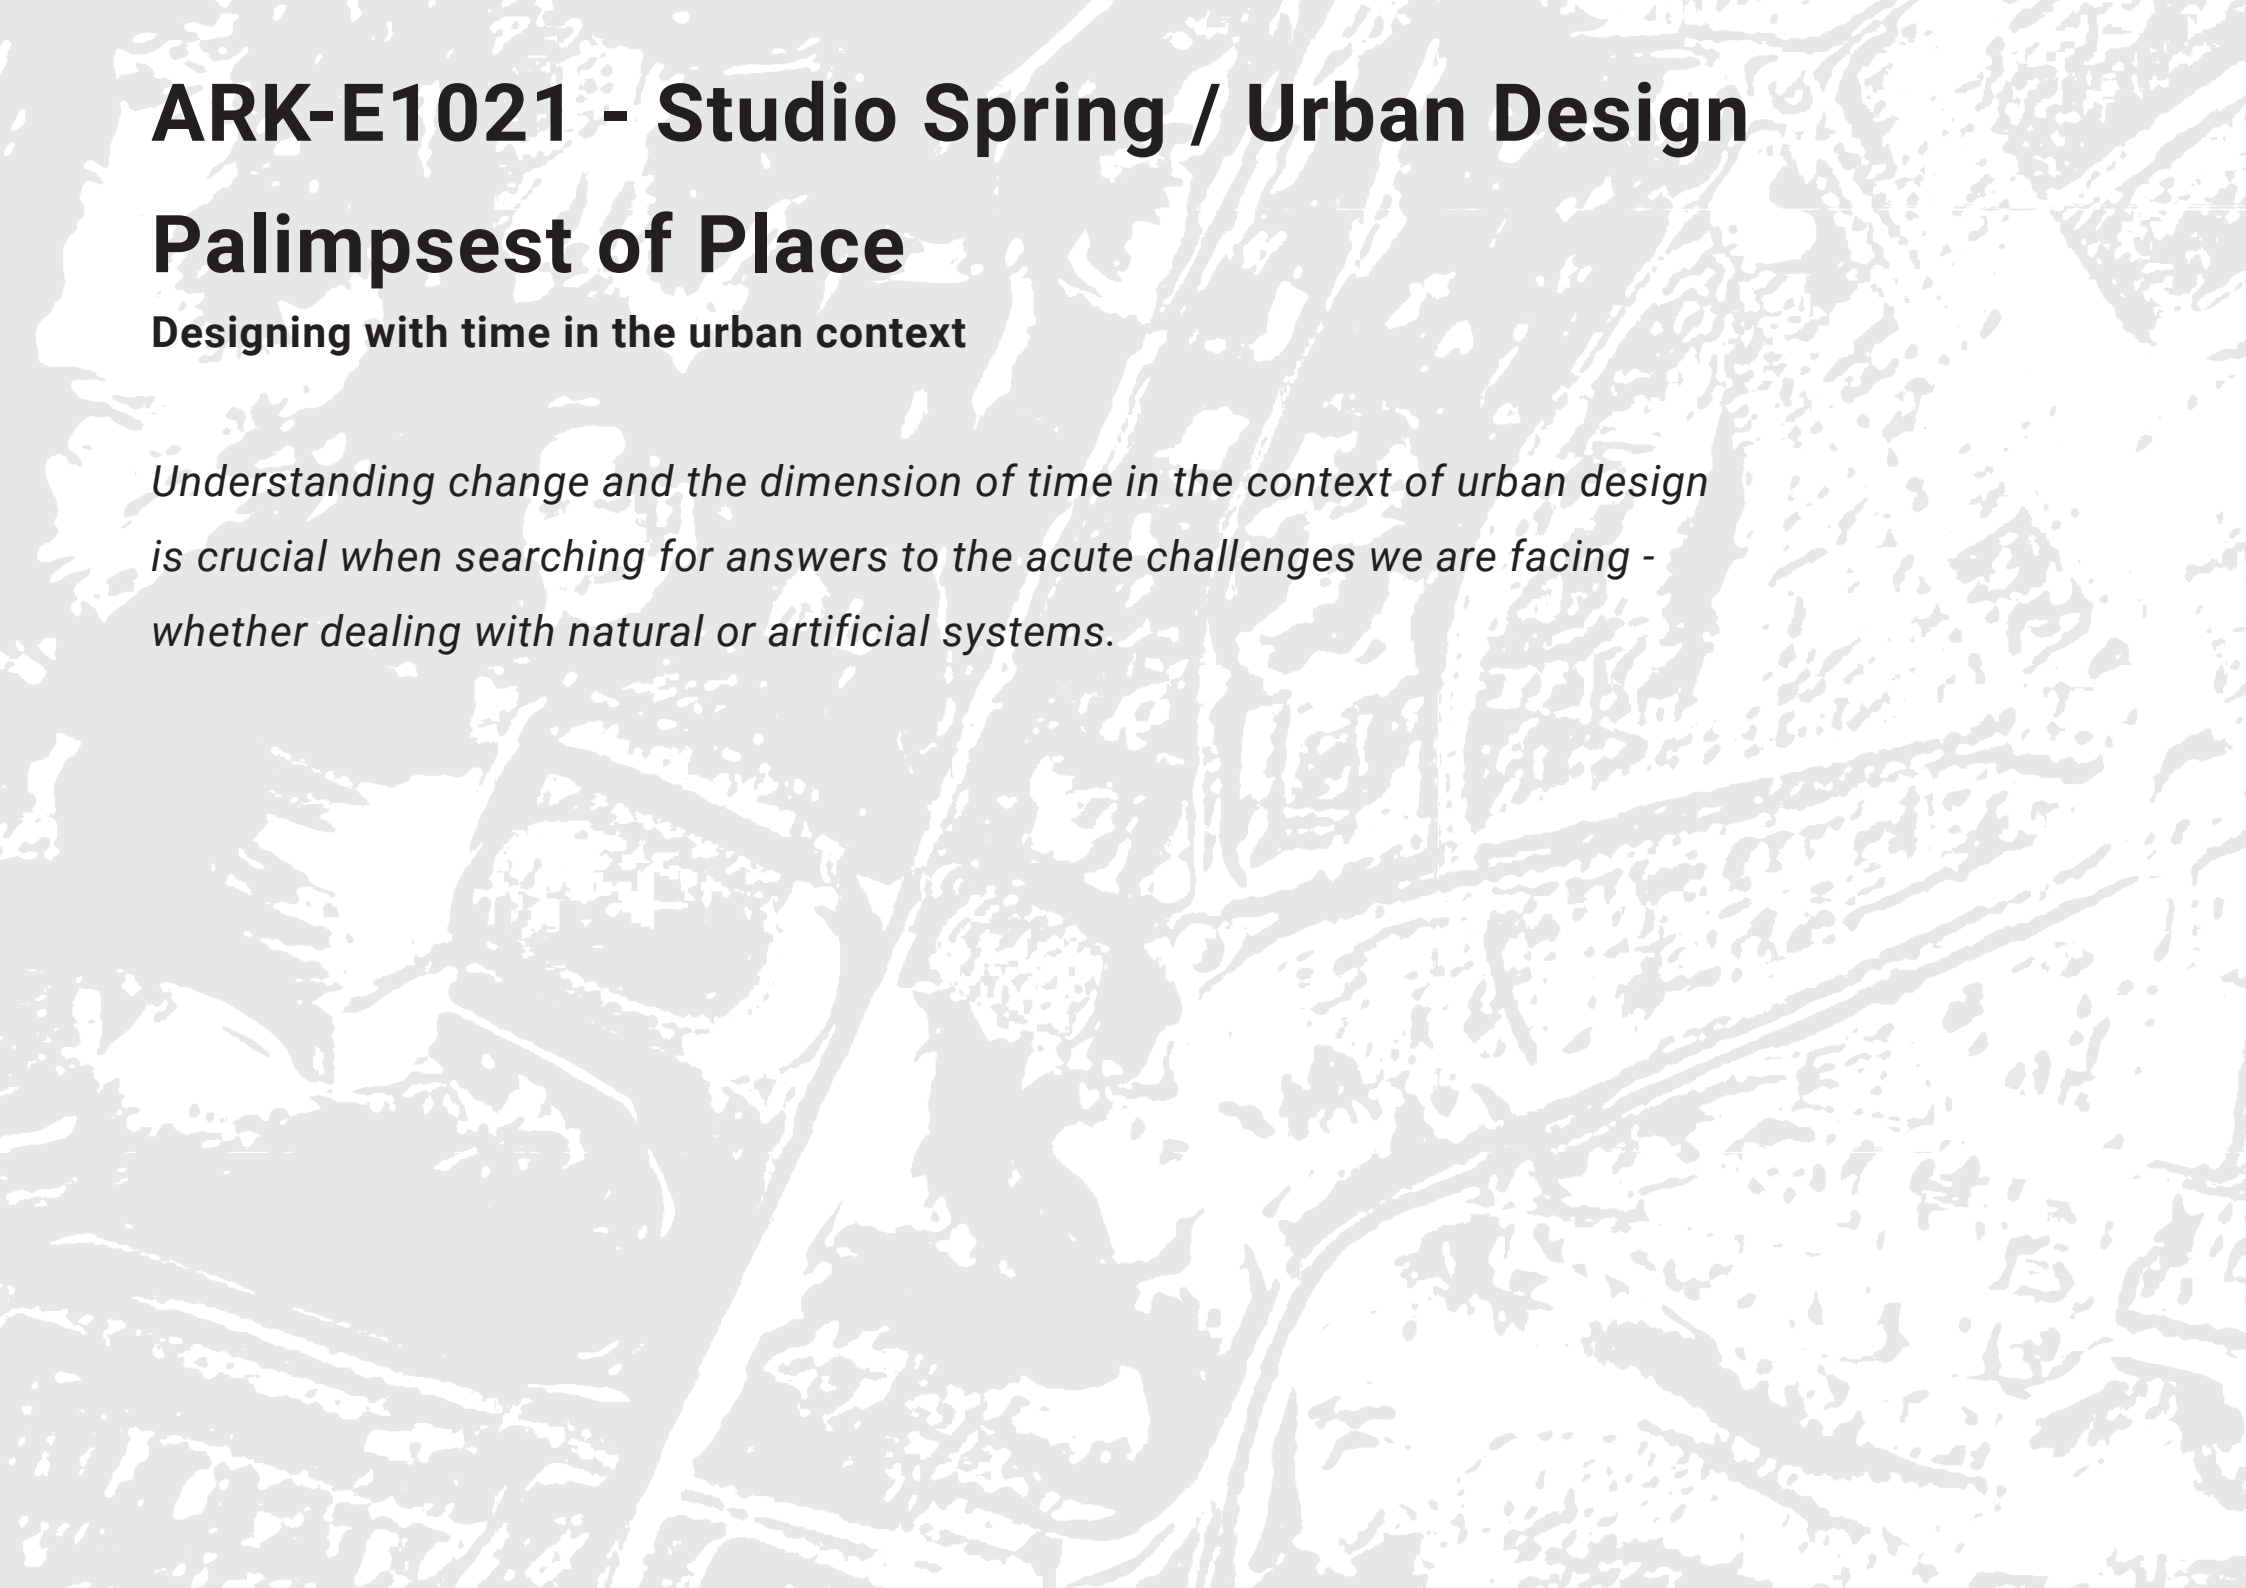 ARK-E1021 - Studio Spring / Urban Design
Palimpsest of Place
Designing with time in the urban context
Understanding change and the dimension of time in the context of urban design
is crucial when searching for answers to the acute challenges we are facing -
whether dealing with natural or artificial systems.